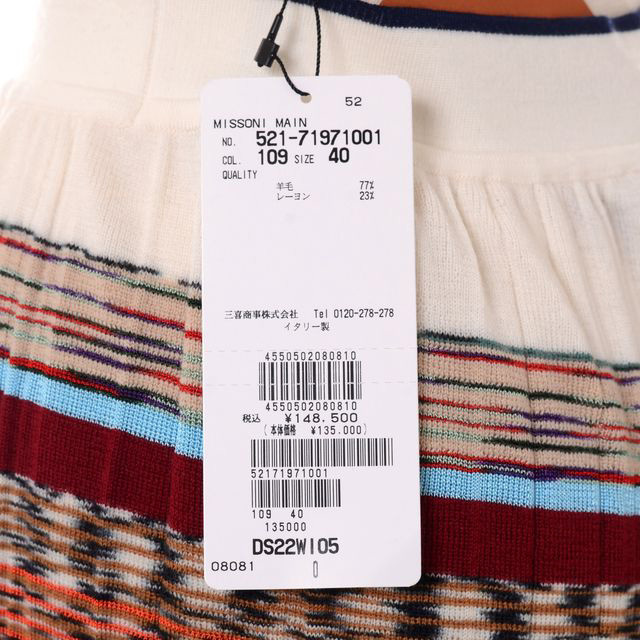 52
MISSONI MAIN
NO. 521-71971001
COL. 109 SIZE 40
QUALITY
羊毛 77%
レーヨン 23%
三喜商事株式会社 Tel 0120-278-278
イタリー製
4550502080810
4550502080810
税込 ¥148.500
(本体価格 ¥135.000)
52171971001
109 40
135000
DS22WI05
08081 0